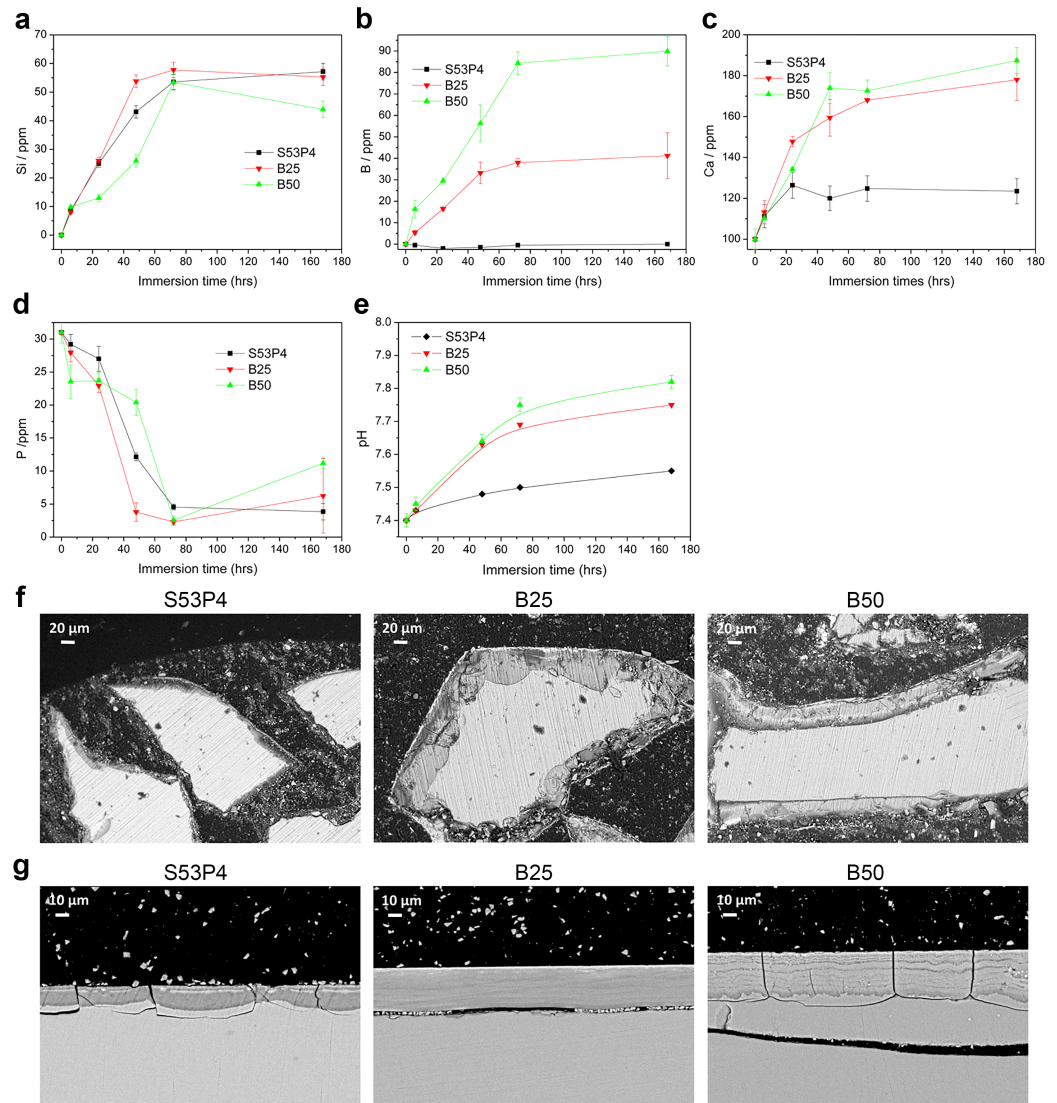 a
Si / ppm
70
60
50
40
30
20
10
0
S53P4
B25
B50
0 20 40 60 80 100 120 140 160 180
Immersion time (hrs)
b
B / ppm
90
80
70
60
50
40
30
20
10
0
S53P4
B25
B50
0 20 40 60 80 100 120 140 160 180
Immersion time (hrs)
c
Ca / ppm
200
180
160
140
120
100
S53P4
B25
B50
0 20 40 60 80 100 120 140 160 180
Immersion times (hrs)
d
P /ppm
30
25
20
15
10
5
0
S53P4
B25
B50
0 20 40 60 80 100 120 140 160 180
Immersion time (hrs)
e
pH
8.0
7.9
7.8
7.7
7.6
7.5
7.4
S53P4
B25
B50
0 20 40 60 80 100 120 140 160 180
Immersion time (hrs)
f
S53P4 B25 B50
20 µm 20 µm 20 µm
g
S53P4 B25 B50
10 µm 10 µm 10 µm